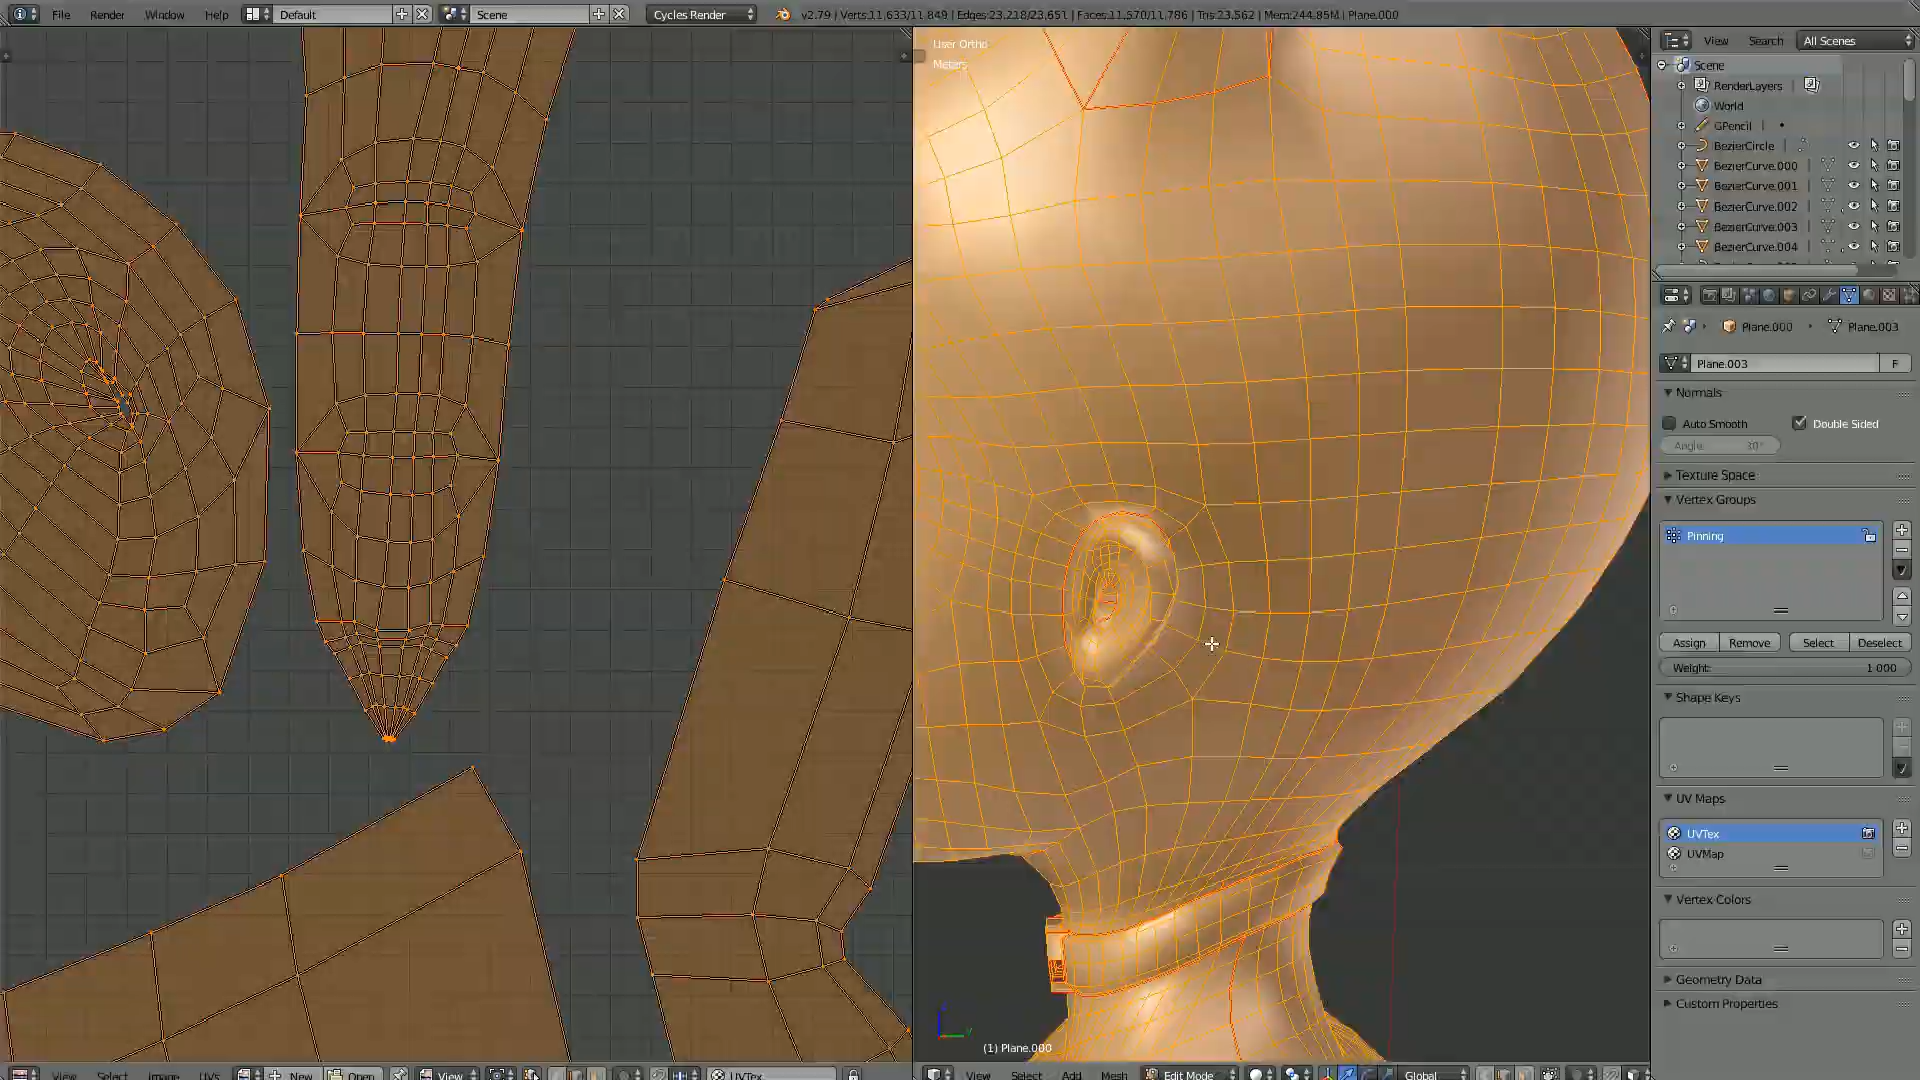 File Render Window Help Default Scene Cycles Render v2.79 | Verts:11,633/11,849 | Edges:23,218/23,651 | Faces:11,570/11,786 | Tris:23,562 | Mem:244.85M | Plane.000
User Ortho
Meters
View Search All Scenes
Scene
RenderLayers
World
GPencil
BezierCircle
BezierCurve.000
BezierCurve.001
BezierCurve.002
BezierCurve.003
BezierCurve.004
Plane.000 Plane.003
Plane.003 F
Normals
Auto Smooth Double Sided
Angle: 30°
Texture Space
Vertex Groups
Pinning
Assign Remove Select Deselect
Weight: 1.000
Shape Keys
UV Maps
UVTex
UVMap
Vertex Colors
Geometry Data
Custom Properties
(1) Plane.000
View Select Image UVs New Open View UVTex View Select Add Mesh Edit Mode Global